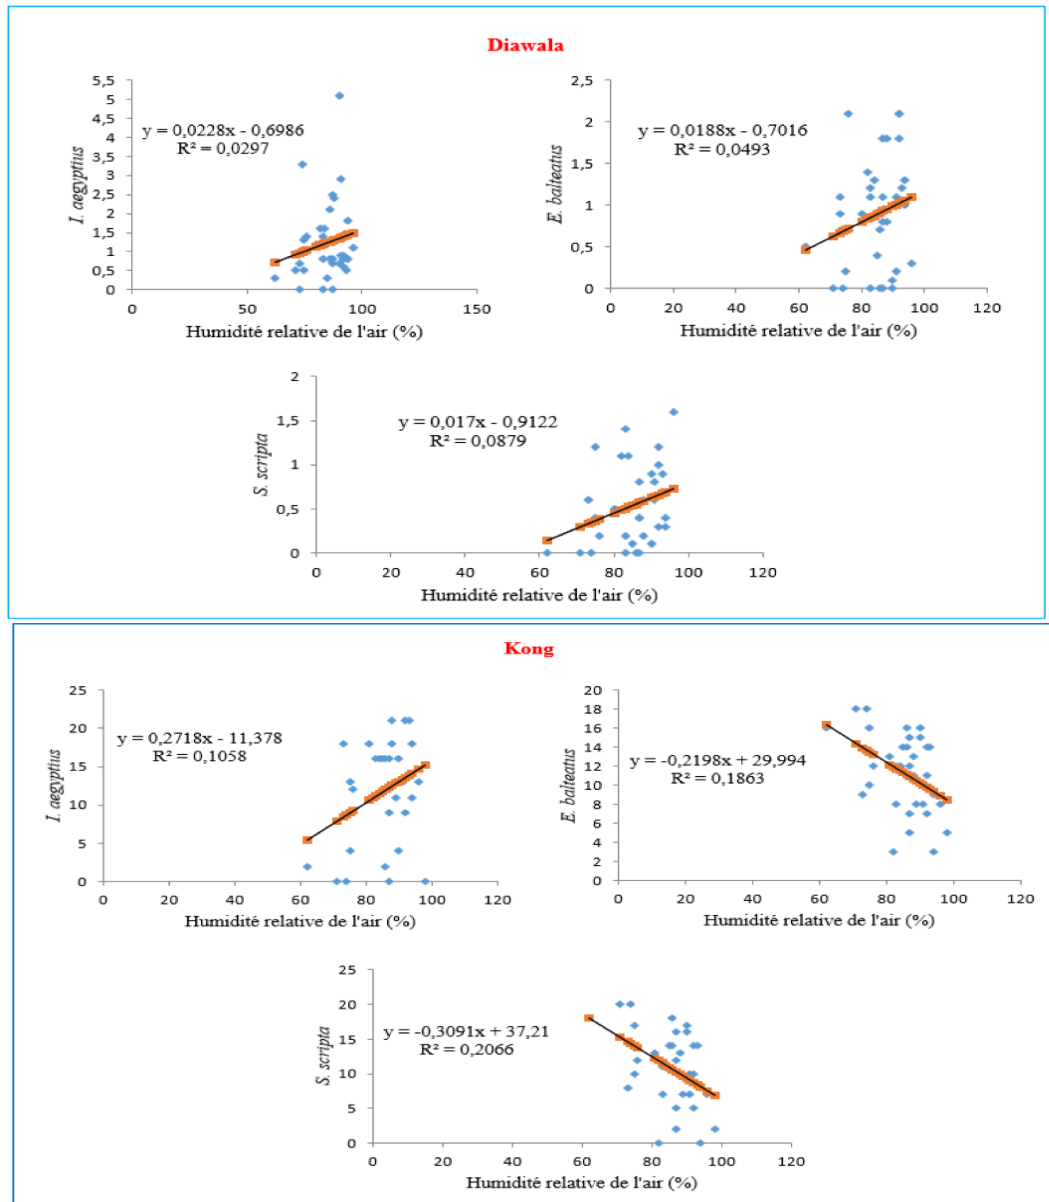 Diawala
I. aegyptius
5,5
5
4,5
4
3,5
3
2,5
2
1,5
1
0,5
0
y = 0,0228x - 0,6986
R² = 0,0297
0 50 100 150
Humidité relative de l'air (%)
E. balteatus
2,5
2
1,5
1
0,5
0
y = 0,0188x - 0,7016
R² = 0,0493
0 20 40 60 80 100 120
Humidité relative de l'air (%)
S. scripta
2
1,5
1
0,5
0
y = 0,017x - 0,9122
R² = 0,0879
0 20 40 60 80 100 120
Humidité relative de l'air (%)
Kong
I. aegyptius
25
20
15
10
5
0
y = 0,2718x - 11,378
R² = 0,1058
0 20 40 60 80 100 120
Humidité relative de l'air (%)
E. balteatus
20
18
16
14
12
10
8
6
4
2
0
y = -0,2198x + 29,994
R² = 0,1863
0 20 40 60 80 100 120
Humidité relative de l'air (%)
S. scripta
25
20
15
10
5
0
y = -0,3091x + 37,21
R² = 0,2066
0 20 40 60 80 100 120
Humidité relative de l'air (%)